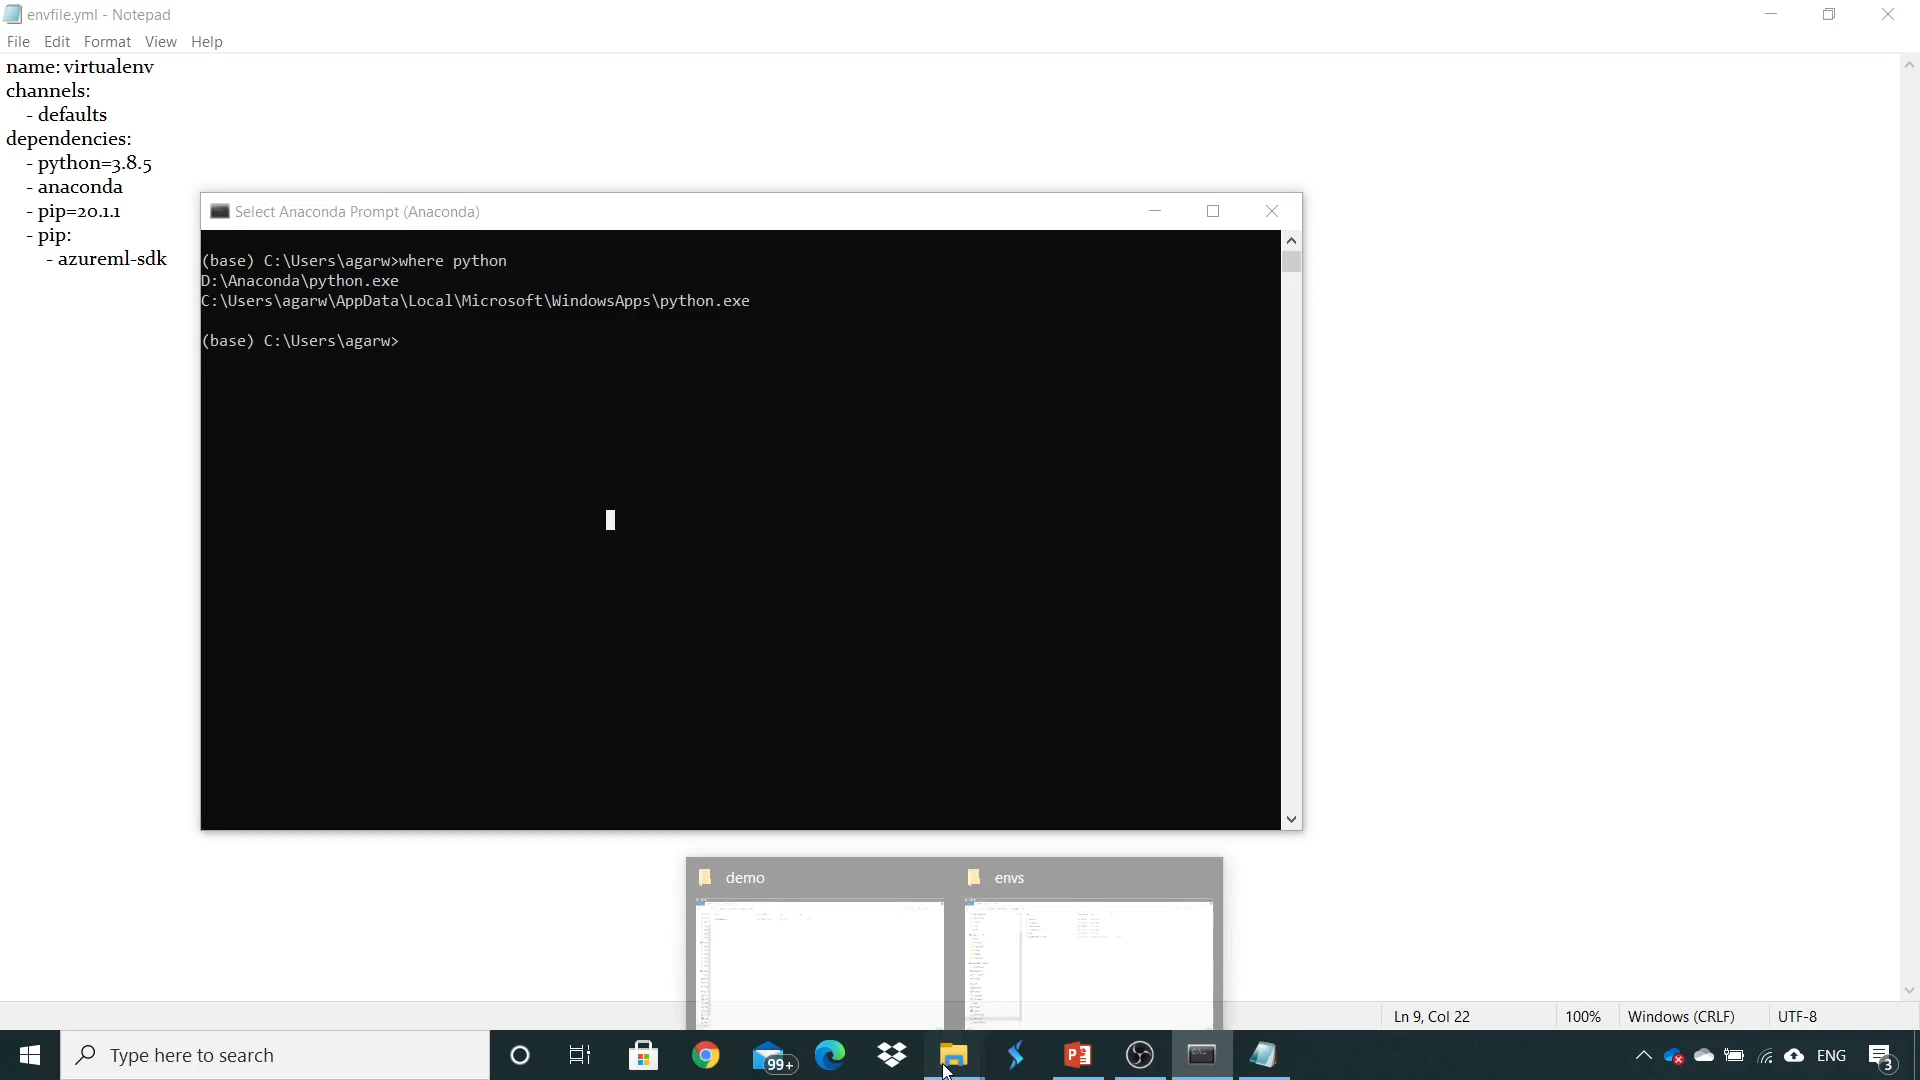 envfile.yml - Notepad
File Edit Format View Help
name: virtualenv
channels:
- defaults
dependencies:
- python=3.8.5
- anaconda
- pip=20.1.1
- pip:
- azureml-sdk
Select Anaconda Prompt (Anaconda)
(base) C:\Users\agarw>where python
D:\Anaconda\python.exe
C:\Users\agarw\AppData\Local\Microsoft\WindowsApps\python.exe
(base) C:\Users\agarw>
demo
envs
Ln 9, Col 22
100%
Windows (CRLF)
UTF-8
Type here to search
99+
ENG
3